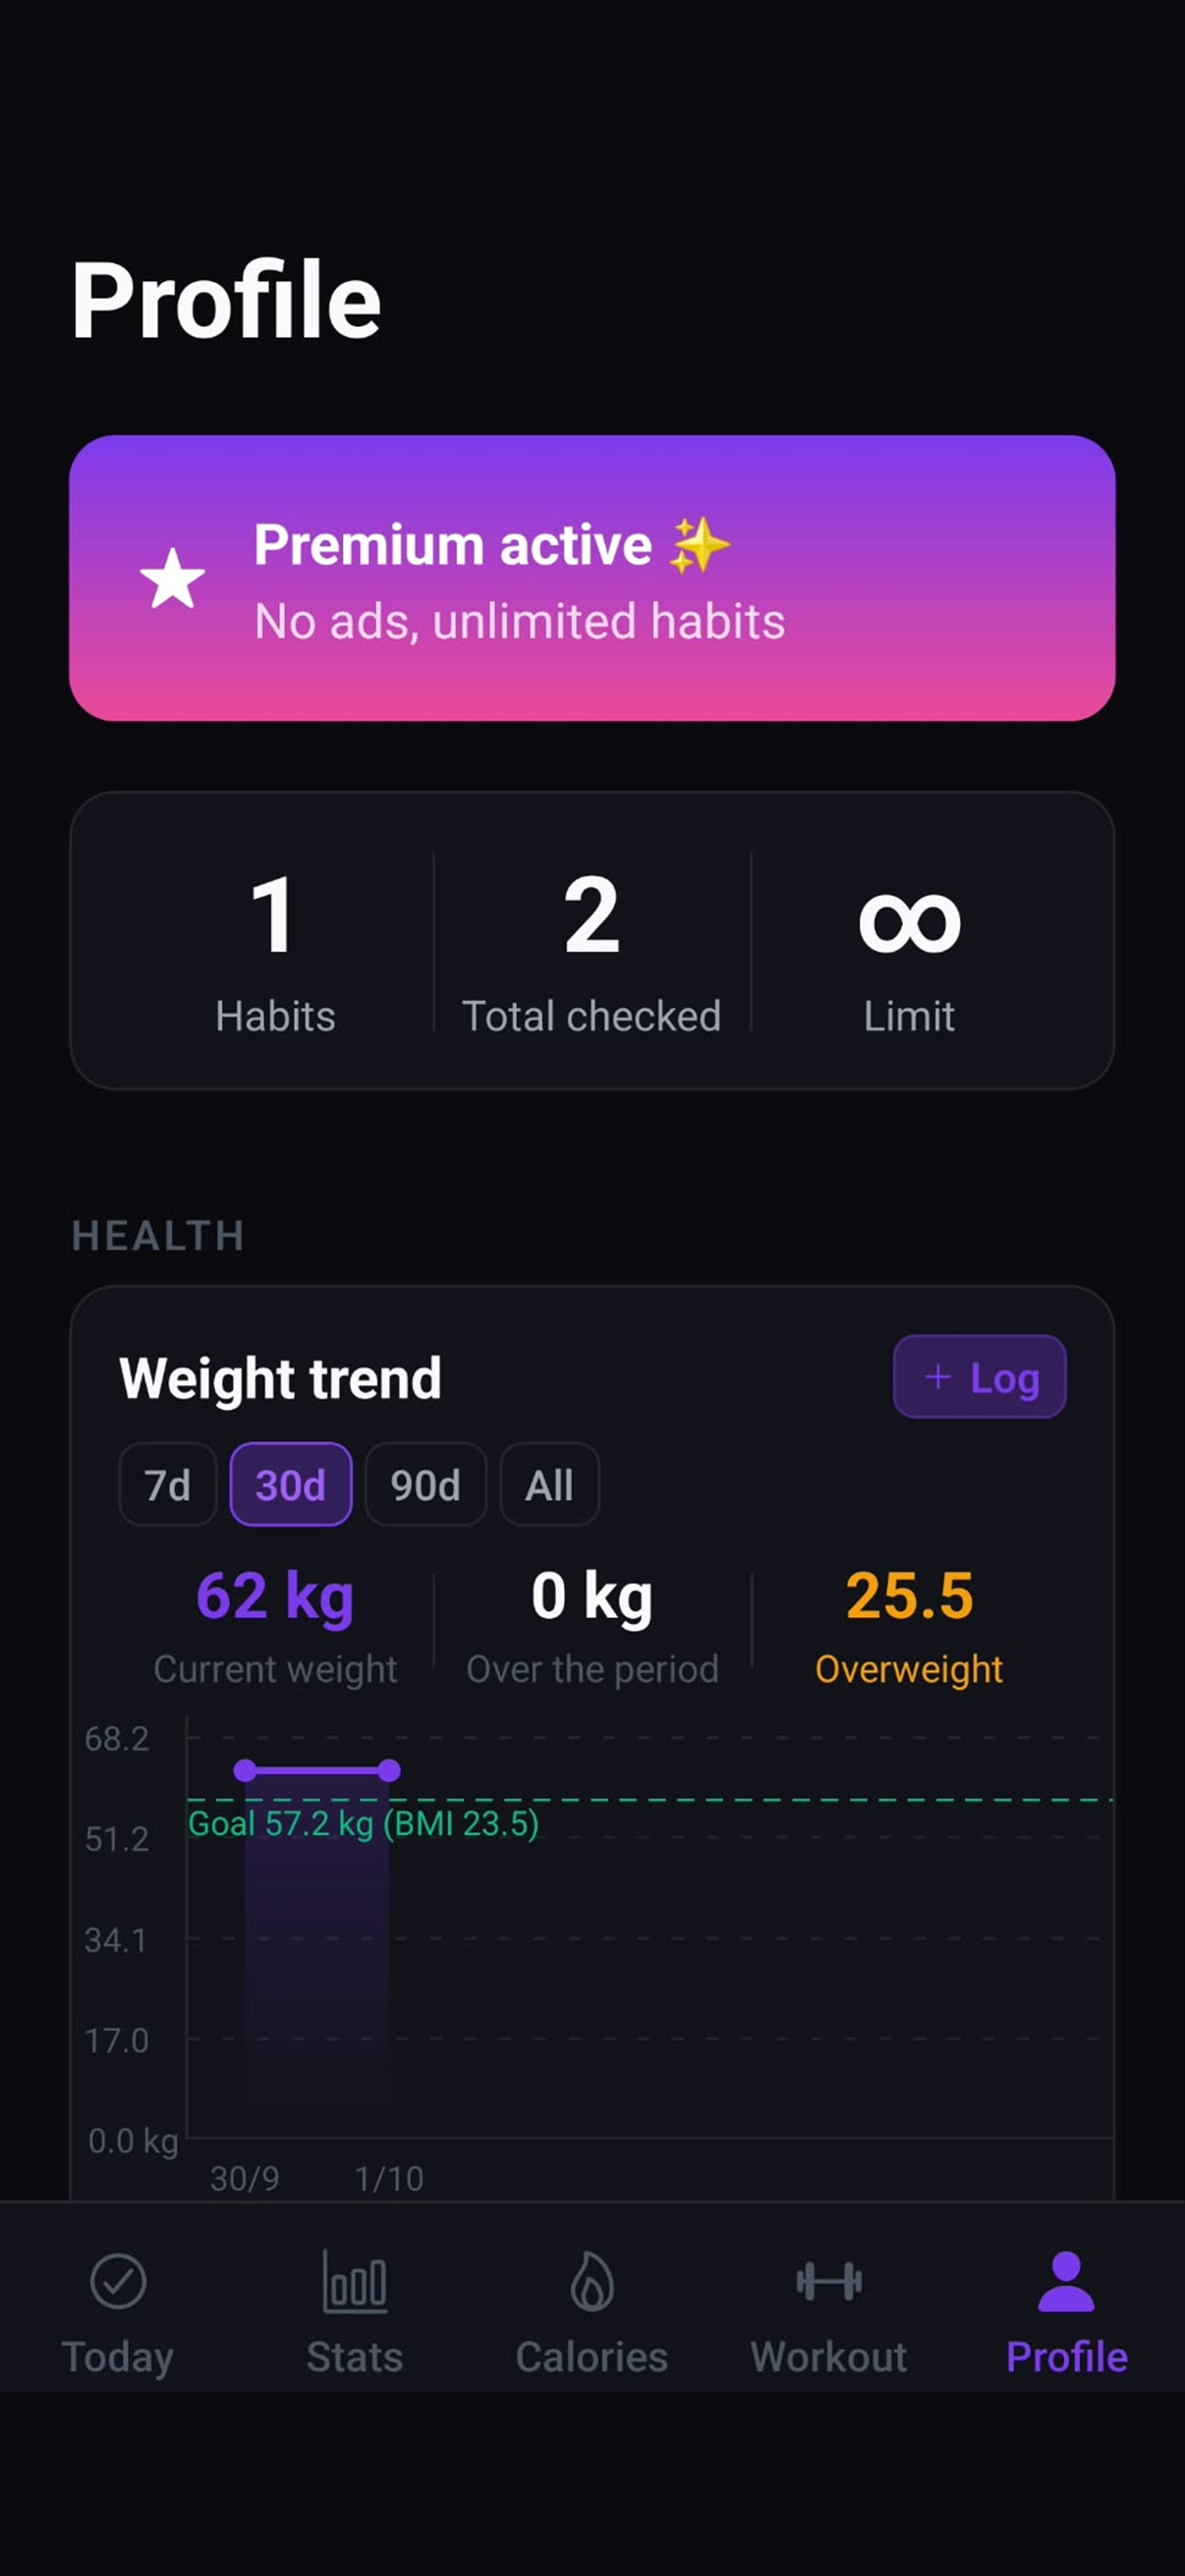 Profile
Premium active ✨
No ads, unlimited habits
1
Habits
2
Total checked
∞
Limit
HEALTH
Weight trend
+ Log
7d 30d 90d All
62 kg
Current weight
0 kg
Over the period
25.5
Overweight
68.2
Goal 57.2 kg (BMI 23.5)
51.2
34.1
17.0
0.0 kg
30/9 1/10
Today Stats Calories Workout Profile